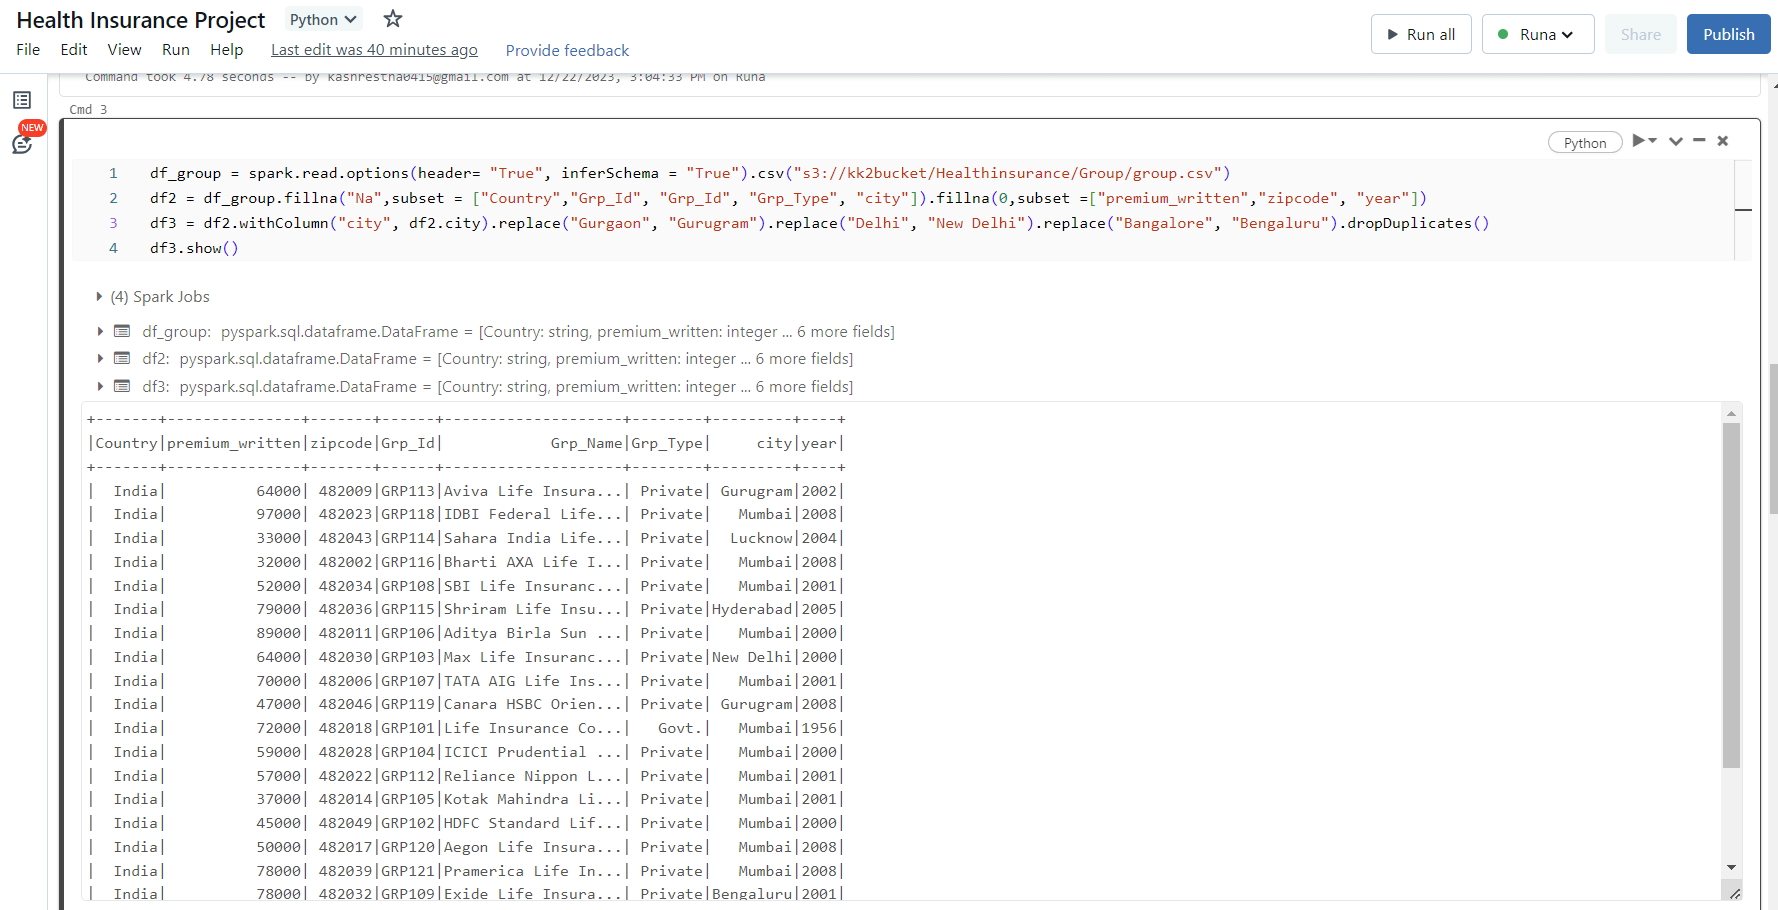 Health Insurance Project Python
File Edit View Run Help Last edit was 40 minutes ago Provide feedback
Run all Runa Share Publish
Command took 4.78 seconds -- by kashrestha0415@gmail.com at 12/22/2023, 3:04:33 PM on Runa
Cmd 3
NEW
Python
1 df_group = spark.read.options(header= "True", inferSchema = "True").csv("s3://kk2bucket/Healthinsurance/Group/group.csv")
2 df2 = df_group.fillna("Na",subset = ["Country","Grp_Id", "Grp_Id", "Grp_Type", "city"]).fillna(0,subset =["premium_written","zipcode", "year"])
3 df3 = df2.withColumn("city", df2.city).replace("Gurgaon", "Gurugram").replace("Delhi", "New Delhi").replace("Bangalore", "Bengaluru").dropDuplicates()
4 df3.show()
(4) Spark Jobs
df_group: pyspark.sql.dataframe.DataFrame = [Country: string, premium_written: integer ... 6 more fields]
df2: pyspark.sql.dataframe.DataFrame = [Country: string, premium_written: integer ... 6 more fields]
df3: pyspark.sql.dataframe.DataFrame = [Country: string, premium_written: integer ... 6 more fields]
+-------+---------------+-------+------+--------------------+--------+---------+----+
|Country|premium_written|zipcode|Grp_Id|            Grp_Name|Grp_Type|     city|year|
+-------+---------------+-------+------+--------------------+--------+---------+----+
|  India|          64000| 482009|GRP113|Aviva Life Insura...| Private| Gurugram|2002|
|  India|          97000| 482023|GRP118|IDBI Federal Life...| Private|   Mumbai|2008|
|  India|          33000| 482043|GRP114|Sahara India Life...| Private|  Lucknow|2004|
|  India|          32000| 482002|GRP116|Bharti AXA Life I...| Private|   Mumbai|2008|
|  India|          52000| 482034|GRP108|SBI Life Insuranc...| Private|   Mumbai|2001|
|  India|          79000| 482036|GRP115|Shriram Life Insu...| Private|Hyderabad|2005|
|  India|          89000| 482011|GRP106|Aditya Birla Sun ...| Private|   Mumbai|2000|
|  India|          64000| 482030|GRP103|Max Life Insuranc...| Private|New Delhi|2000|
|  India|          70000| 482006|GRP107|TATA AIG Life Ins...| Private|   Mumbai|2001|
|  India|          47000| 482046|GRP119|Canara HSBC Orien...| Private| Gurugram|2008|
|  India|          72000| 482018|GRP101|Life Insurance Co...|   Govt.|   Mumbai|1956|
|  India|          59000| 482028|GRP104|ICICI Prudential ...| Private|   Mumbai|2000|
|  India|          57000| 482022|GRP112|Reliance Nippon L...| Private|   Mumbai|2001|
|  India|          37000| 482014|GRP105|Kotak Mahindra Li...| Private|   Mumbai|2001|
|  India|          45000| 482049|GRP102|HDFC Standard Lif...| Private|   Mumbai|2000|
|  India|          50000| 482017|GRP120|Aegon Life Insura...| Private|   Mumbai|2008|
|  India|          78000| 482039|GRP121|Pramerica Life In...| Private|   Mumbai|2008|
|  India|          78000| 482032|GRP109|Exide Life Insura...| Private|Bengaluru|2001|